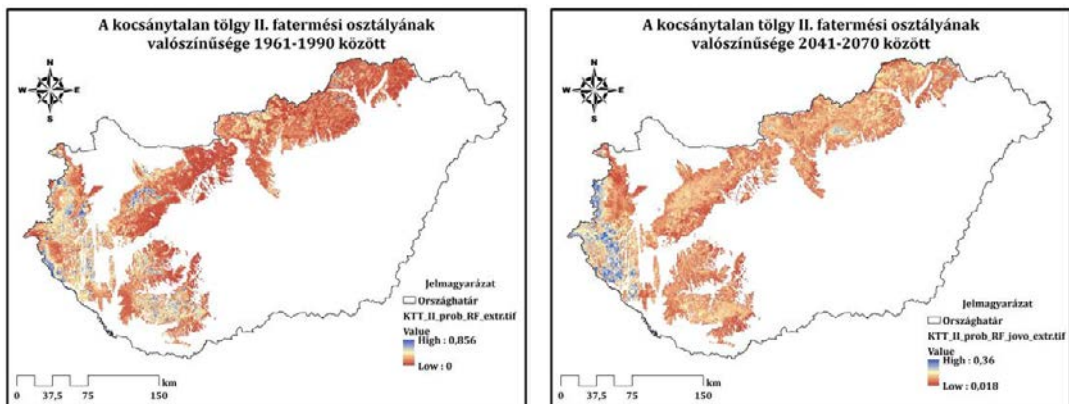 A kocsánytalan tölgy II. fatermési osztályának
valószínűsége 1961-1990 között
N
W E
S
Jelmagyarázat
Országhatár
KTT_II_prob_RF_extr.tif
Value
High : 0,856
Low : 0
km
0 37,5 75 150
A kocsánytalan tölgy II. fatermési osztályának
valószínűsége 2041-2070 között
N
W E
S
Jelmagyarázat
Országhatár
KTT_II_prob_RF_jovo_extr.tif
Value
High : 0,36
Low : 0,018
km
0 37,5 75 150